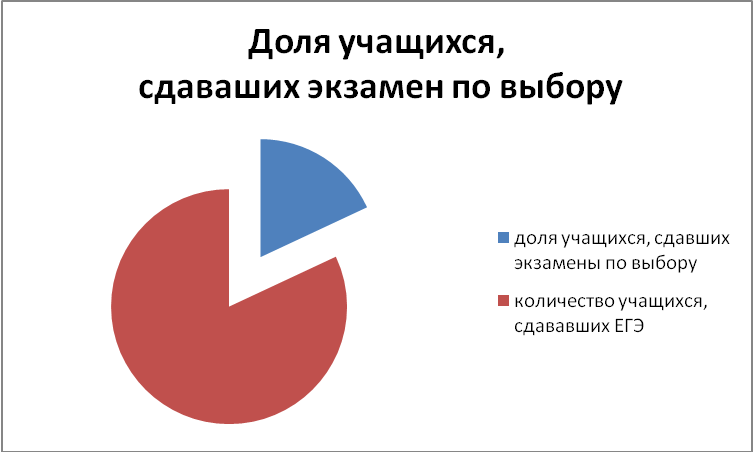 Доля учащихся,
сдаваших экзамен по выбору
доля учащихся, сдавших
экзамены по выбору
количество учащихся,
сдававших ЕГЭ